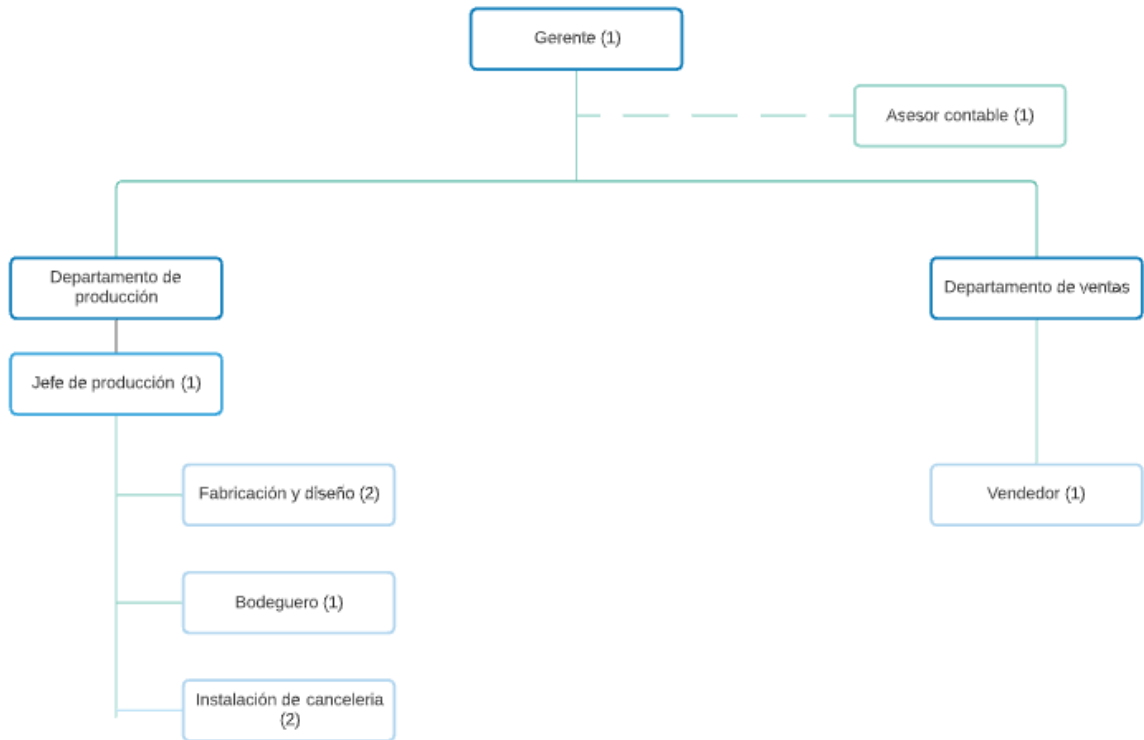 Gerente (1)
Asesor contable (1)
Departamento de
producción
Departamento de ventas
Jefe de producción (1)
Fabricación y diseño (2)
Vendedor (1)
Bodeguero (1)
Instalación de canceleria
(2)